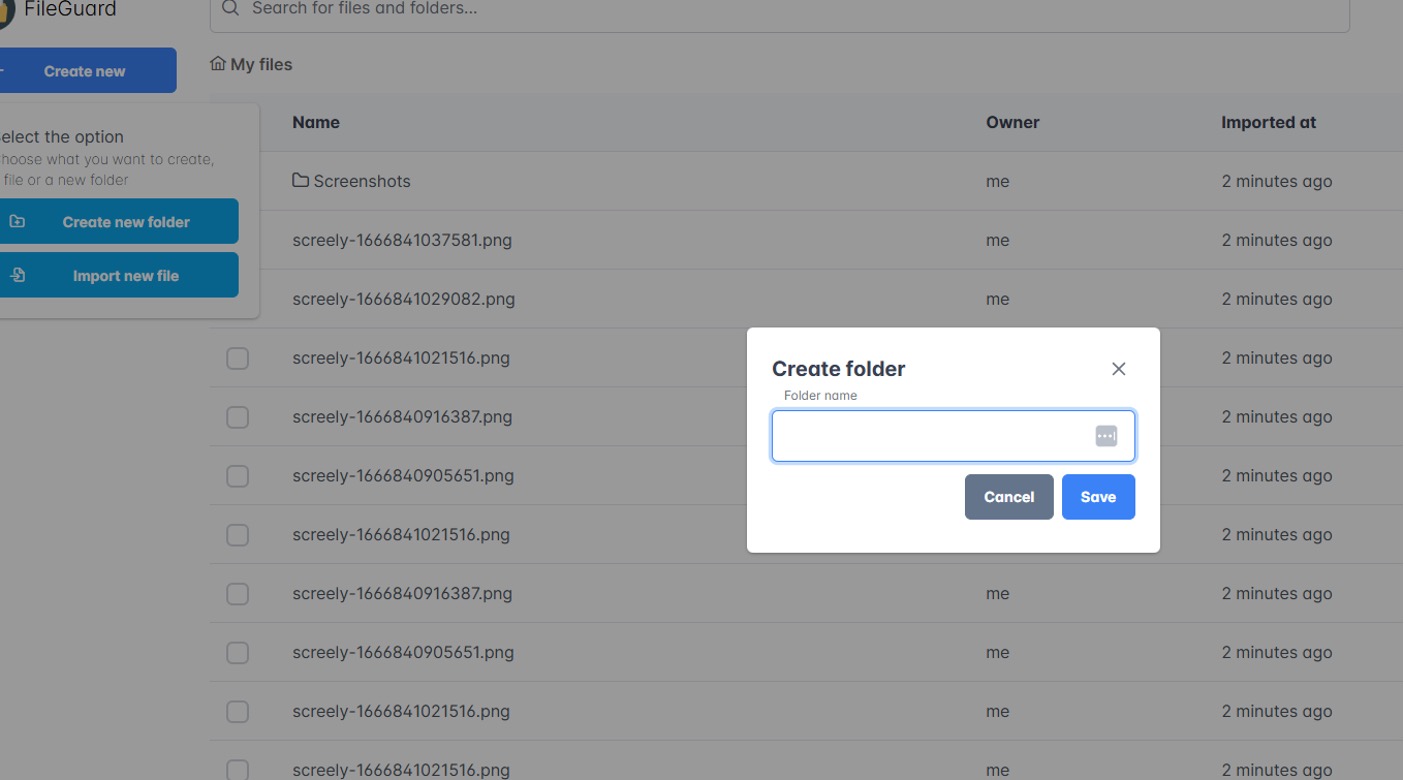 FileGuard
Search for files and folders...
Create new
My files
elect the option
hoose what you want to create,
file or a new folder
Create new folder
Import new file
Name Owner Imported at
Screenshots me 2 minutes ago
screely-1666841037581.png me 2 minutes ago
screely-1666841029082.png me 2 minutes ago
screely-1666841021516.png 2 minutes ago
screely-1666840916387.png 2 minutes ago
screely-1666840905651.png 2 minutes ago
screely-1666841021516.png 2 minutes ago
screely-1666840916387.png me 2 minutes ago
screely-1666840905651.png me 2 minutes ago
screely-1666841021516.png me 2 minutes ago
screely-1666841021516.png me 2 minutes ago
Create folder
Folder name
Cancel Save